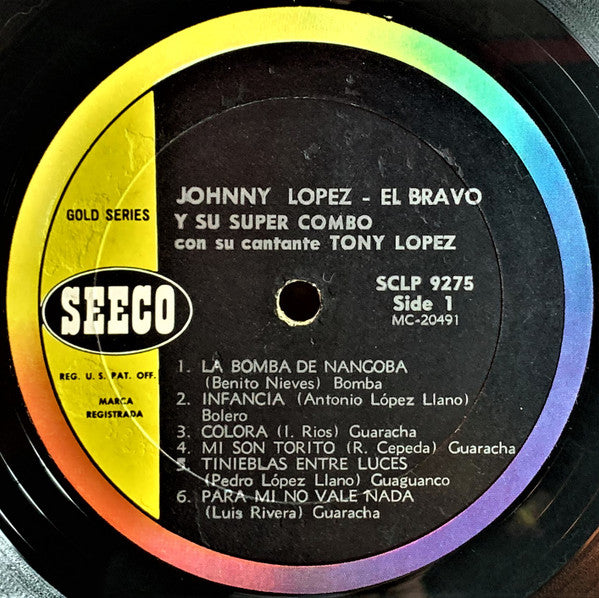 JOHNNY LOPEZ - EL BRAVO
Y SU SUPER COMBO
con su cantante TONY LOPEZ
GOLD SERIES
SEECO
REG. U. S. PAT. OFF.
MARCA
REGISTRADA
SCLP 9275
Side 1
MC-20491
1. LA BOMBA DE NANGOBA
(Benito Nieves) Bomba
2. INFANCIA (Antonio López Llano)
Bolero
3. COLORA (I. Rios) Guaracha
4. MI SON TORITO (R. Cepeda) Guaracha
5. TINIEBLAS ENTRE LUCES
(Pedro López Llano) Guaguanco
6. PARA MI NO VALE NADA
(Luis Rivera) Guaracha